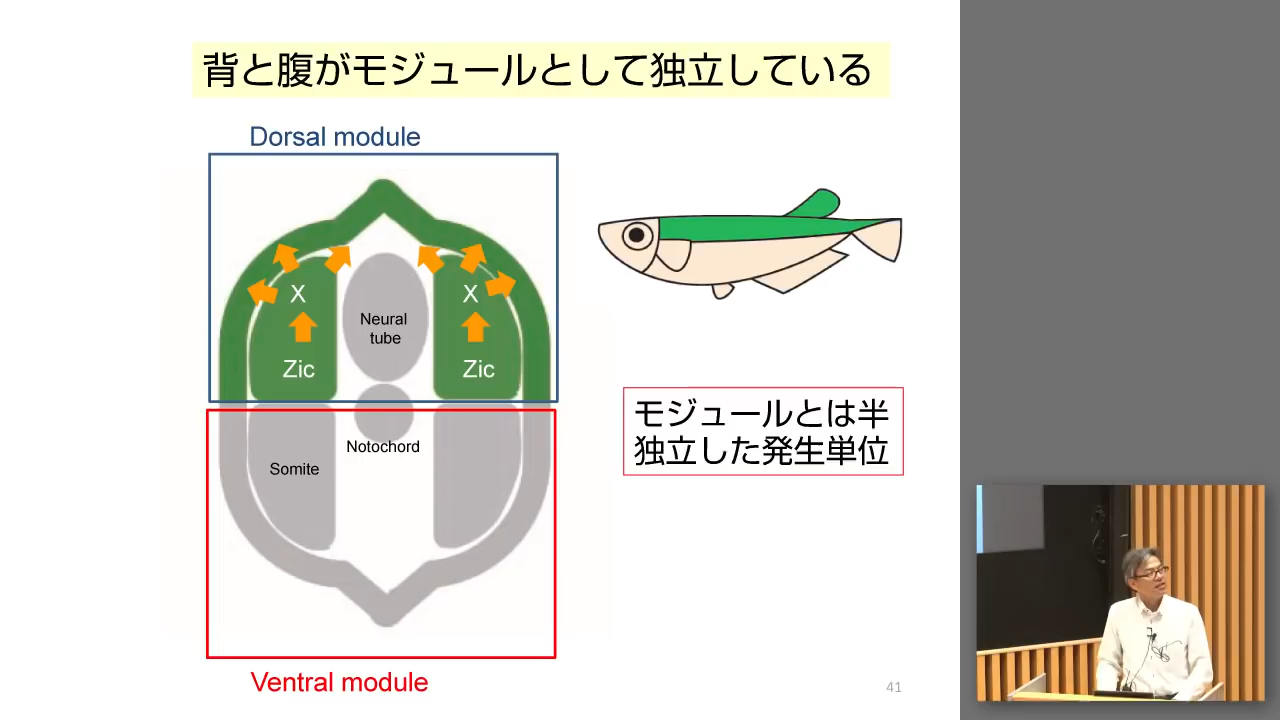 背と腹がモジュールとして独立している
Dorsal module
X
X
Neural
tube
Zic
Zic
Notochord
Somite
モジュールとは半
独立した発生単位
Ventral module
41